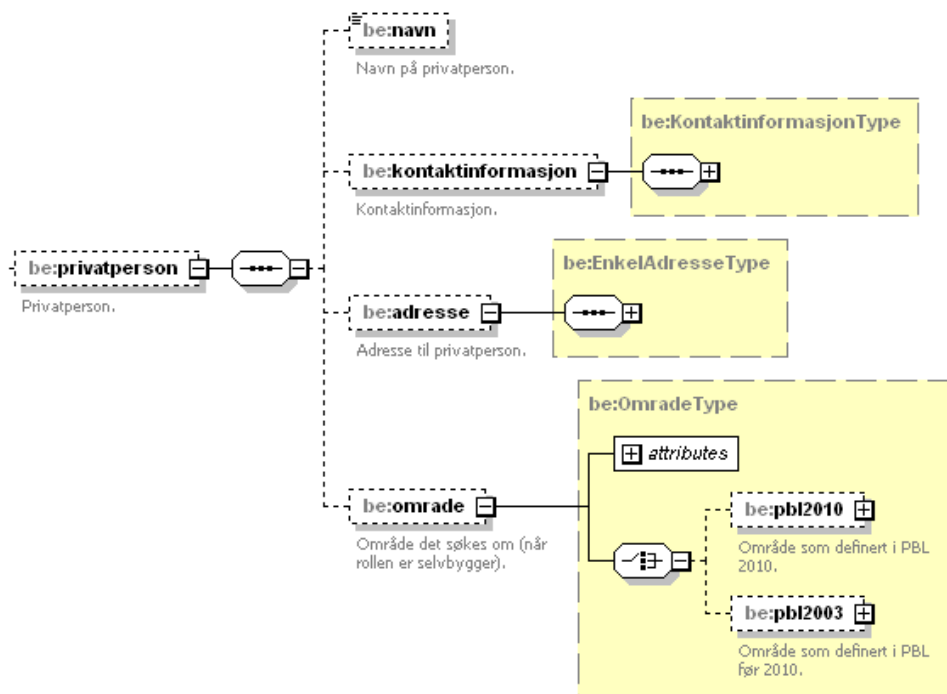 be:navn
Navn på privatperson.
be:KontaktinformasjonType
be:kontaktinformasjon
Kontaktinformasjon.
be:privatperson
Privatperson.
be:EnkelAdresseType
be:adresse
Adresse til privatperson.
be:OmradeType
attributes
be:omrade
Område det søkes om (når
rollen er selvbygger).
be:pbl2010
Område som definert i PBL
2010.
be:pbl2003
Område som definert i PBL
før 2010.